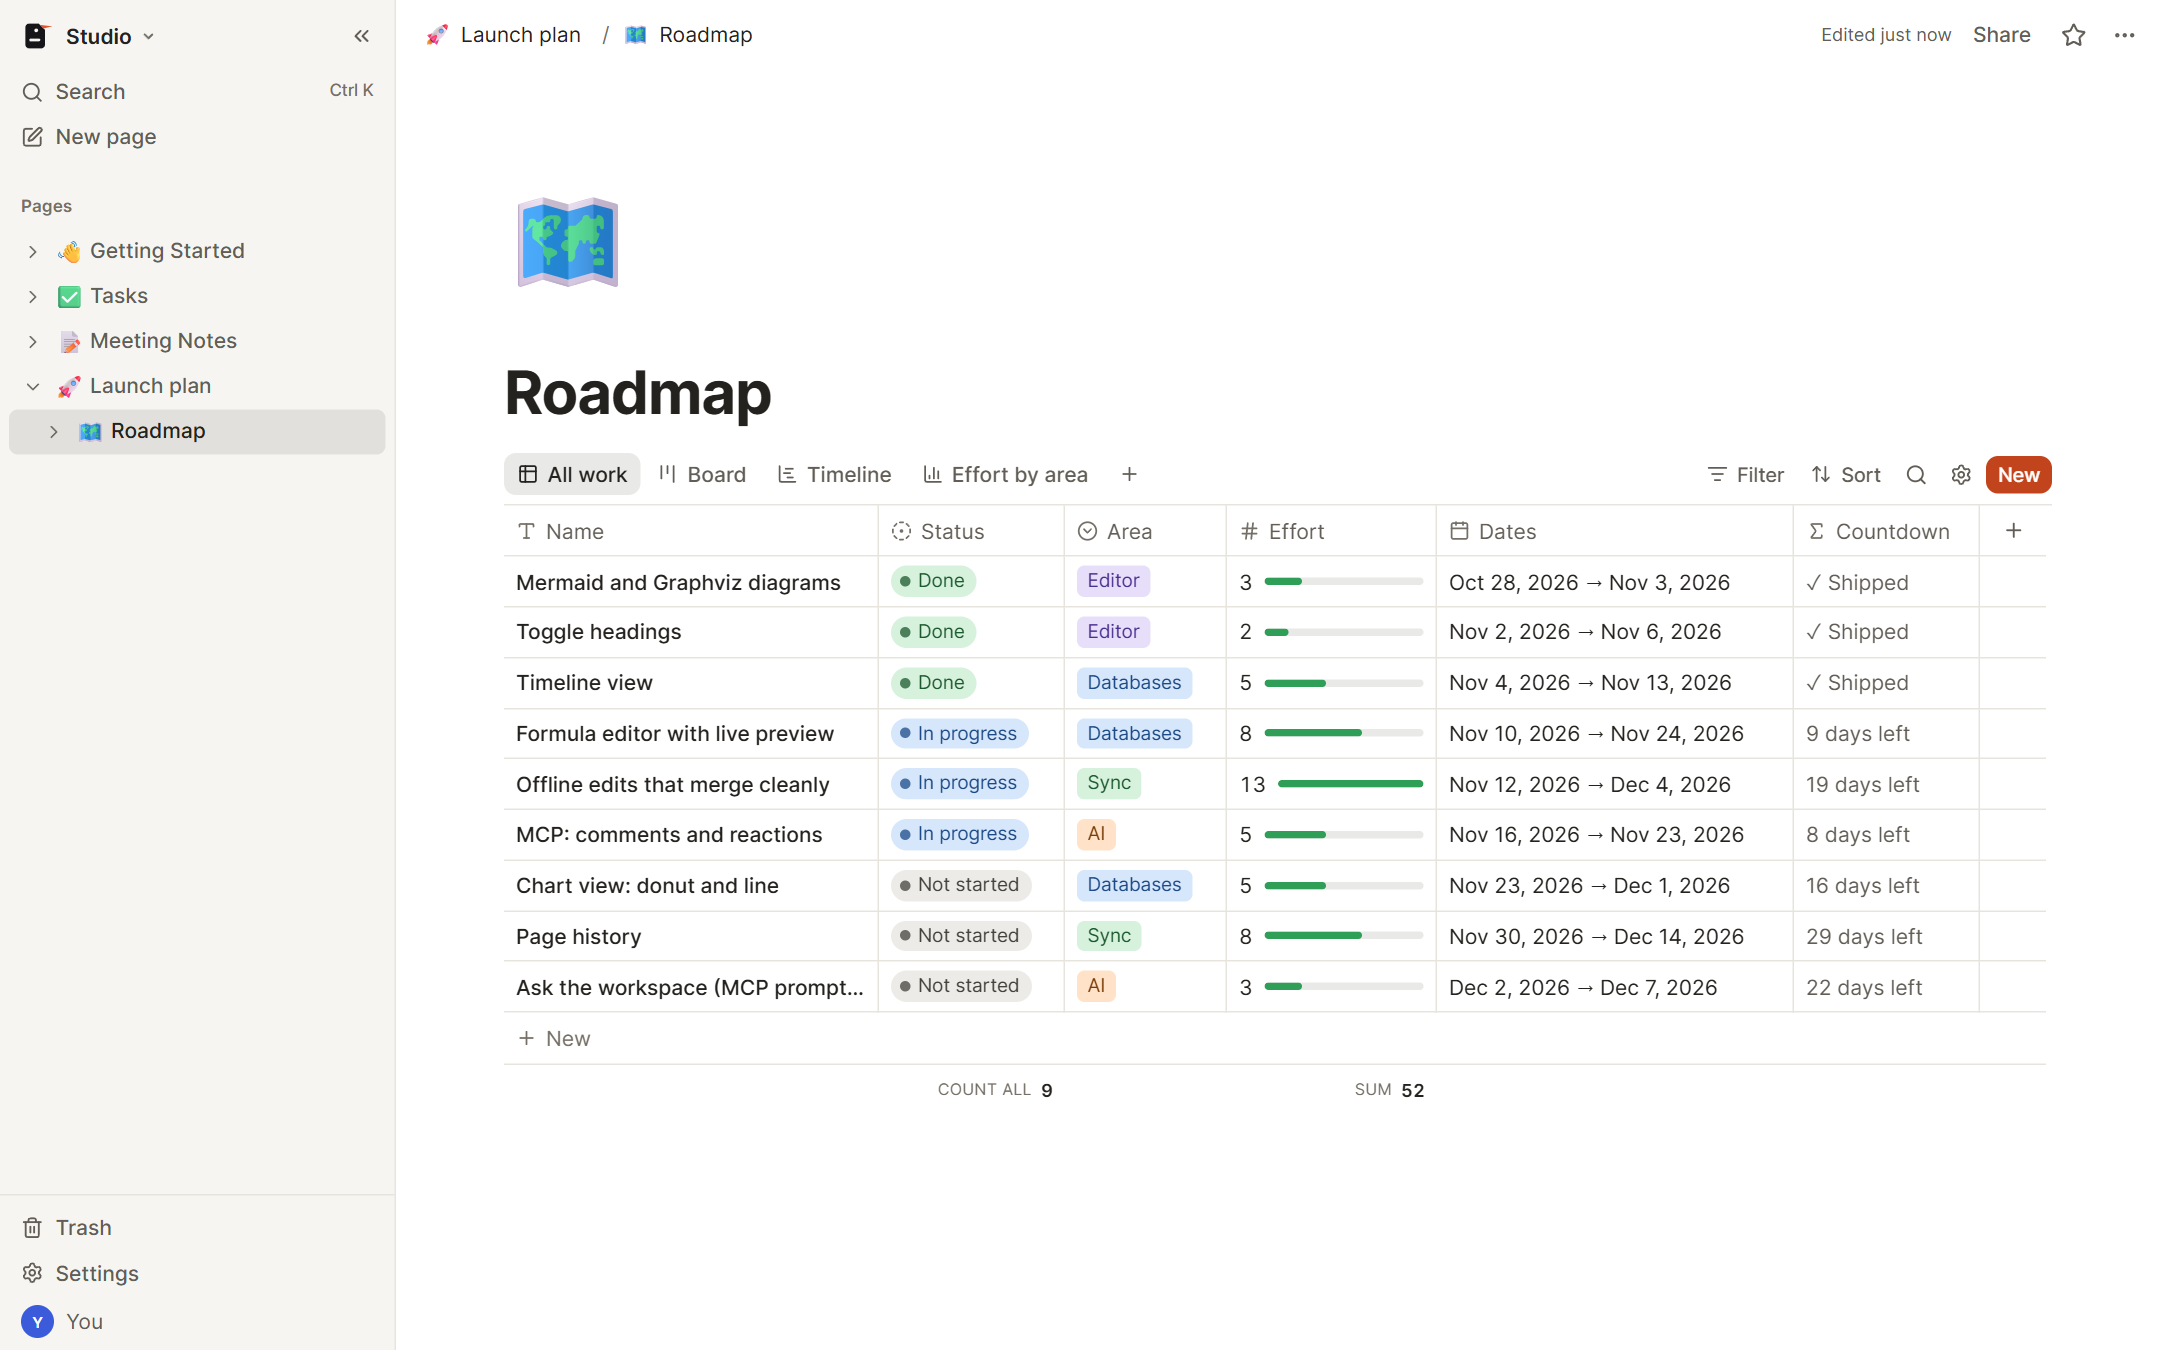 Studio
Search Ctrl K
New page
Pages
Getting Started
Tasks
Meeting Notes
Launch plan
Roadmap
Trash
Settings
Y You
Launch plan / Roadmap
Edited just now Share
Roadmap
All work Board Timeline Effort by area +
Filter Sort New
Name Status Area # Effort Dates Σ Countdown +
Mermaid and Graphviz diagrams Done Editor 3 Oct 28, 2026 → Nov 3, 2026 ✓ Shipped
Toggle headings Done Editor 2 Nov 2, 2026 → Nov 6, 2026 ✓ Shipped
Timeline view Done Databases 5 Nov 4, 2026 → Nov 13, 2026 ✓ Shipped
Formula editor with live preview In progress Databases 8 Nov 10, 2026 → Nov 24, 2026 9 days left
Offline edits that merge cleanly In progress Sync 13 Nov 12, 2026 → Dec 4, 2026 19 days left
MCP: comments and reactions In progress AI 5 Nov 16, 2026 → Nov 23, 2026 8 days left
Chart view: donut and line Not started Databases 5 Nov 23, 2026 → Dec 1, 2026 16 days left
Page history Not started Sync 8 Nov 30, 2026 → Dec 14, 2026 29 days left
Ask the workspace (MCP prompt... Not started AI 3 Dec 2, 2026 → Dec 7, 2026 22 days left
+ New
COUNT ALL 9 SUM 52